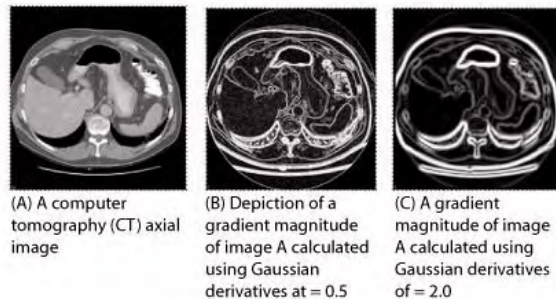 (A) A computer
tomography (CT) axial
image
(B) Depiction of a
gradient magnitude
of image A calculated
using Gaussian
derivatives at = 0.5
(C) A gradient
magnitude of image
A calculated using
Gaussian derivatives
of = 2.0